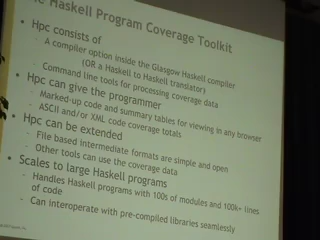 Haskell Program Coverage Toolkit
• Hpc consists of
– A compiler option inside the Glasgow Haskell compiler
(OR a Haskell to Haskell translator)
– Command line tools for processing coverage data
• Hpc can give the programmer
– Marked-up code and summary tables for viewing in any browser
– ASCII and/or XML code coverage totals
• Hpc can be extended
– File based intermediate formats are simple and open
– Other tools can use the coverage data
• Scales to large Haskell programs
– Handles Haskell programs with 100s of modules and 100k+ lines
of code
– Can interoperate with pre-compiled libraries seamlessly